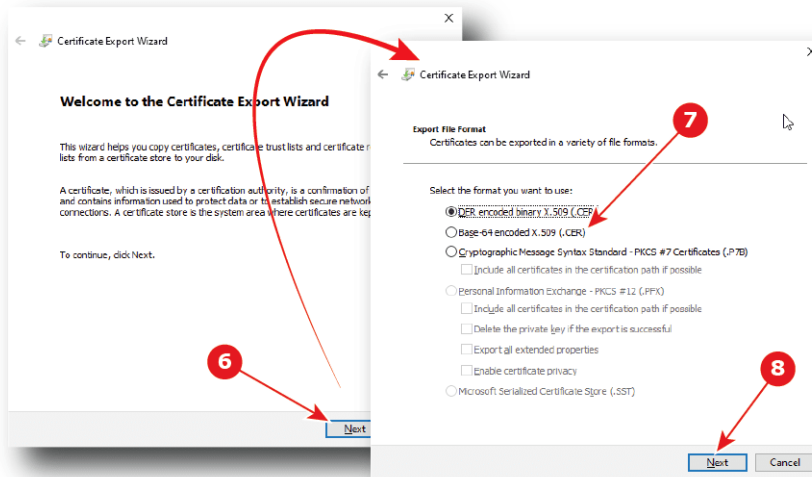 X
Certificate Export Wizard
Welcome to the Certificate Export Wizard
This wizard helps you copy certificates, certificate trust lists and certificate
lists from a certificate store to your disk.
A certificate, which is issued by a certification authority, is a confirmation of
and contains information used to protect data or to establish secure network
connections. A certificate store is the system area where certificates are
To continue, click Next.
6
Next
X
Certificate Export Wizard
7
Export File Format
Certificates can be exported in a variety of file formats.
Select the format you want to use:
DER encoded binary X.509 (.CER)
Base-64 encoded X.509 (.CER)
Cryptographic Message Syntax Standard - PKCS #7 Certificates (.P7B)
Include all certificates in the certification path if possible
Personal Information Exchange - PKCS #12 (.PFX)
Include all certificates in the certification path if possible
Delete the private key if the export is successful
Export all extended properties
Enable certificate privacy
Microsoft Serialized Certificate Store (.SST)
8
Next
Cancel